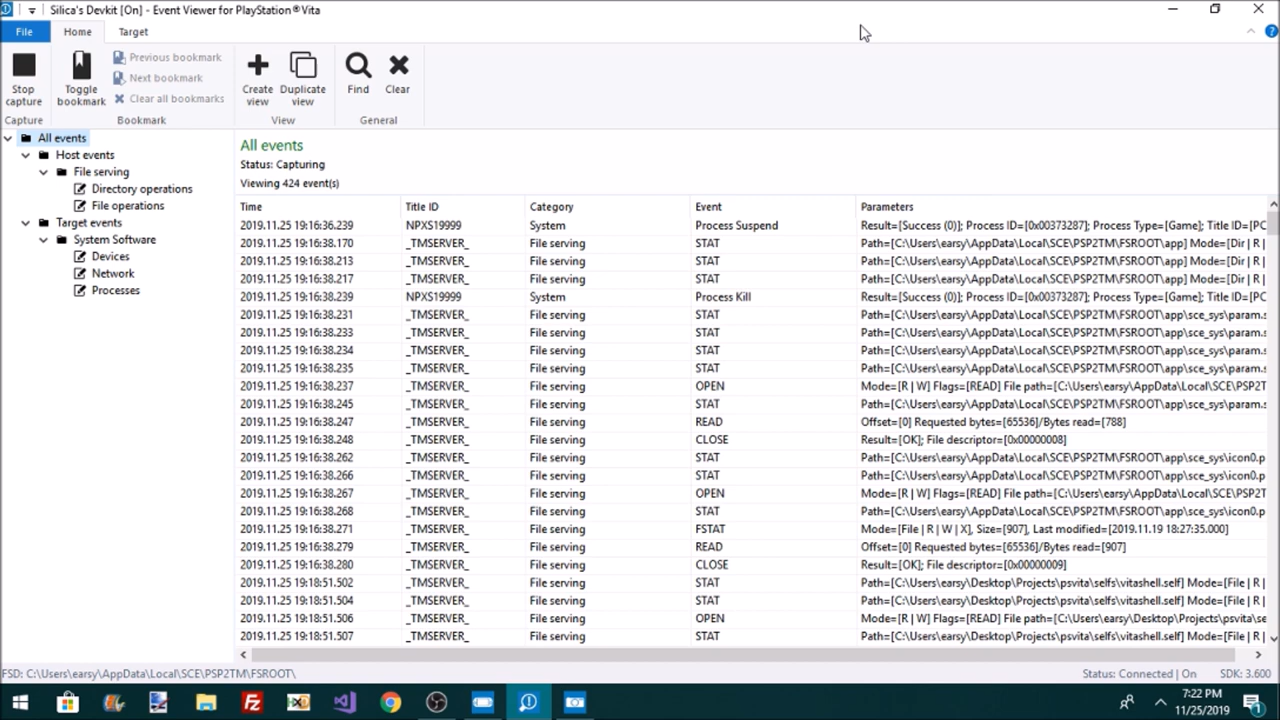 Silica's Devkit [On] - Event Viewer for PlayStation®Vita
File Home Target
Stop capture
Toggle bookmark
Previous bookmark
Next bookmark
Clear all bookmarks
Create view
Duplicate view
Find
Clear
Capture Bookmark View General
All events
Host events
File serving
Directory operations
File operations
Target events
System Software
Devices
Network
Processes
All events
Status: Capturing
Viewing 424 event(s)
Time Title ID Category Event Parameters
2019.11.25 19:16:36.239 NPXS19999 System Process Suspend Result=[Success (0)]; Process ID=[0x00373287]; Process Type=[Game]; Title ID=[PC
2019.11.25 19:16:38.170 _TMSERVER_ File serving STAT Path=[C:\Users\earsy\AppData\Local\SCE\PSP2TM\FSROOT\app] Mode=[Dir | R |
2019.11.25 19:16:38.213 _TMSERVER_ File serving STAT Path=[C:\Users\earsy\AppData\Local\SCE\PSP2TM\FSROOT\app] Mode=[Dir | R |
2019.11.25 19:16:38.217 _TMSERVER_ File serving STAT Path=[C:\Users\earsy\AppData\Local\SCE\PSP2TM\FSROOT\app] Mode=[Dir | R |
2019.11.25 19:16:38.239 NPXS19999 System Process Kill Result=[Success (0)]; Process ID=[0x00373287]; Process Type=[Game]; Title ID=[PC
2019.11.25 19:16:38.231 _TMSERVER_ File serving STAT Path=[C:\Users\earsy\AppData\Local\SCE\PSP2TM\FSROOT\app\sce_sys\param.s
2019.11.25 19:16:38.233 _TMSERVER_ File serving STAT Path=[C:\Users\earsy\AppData\Local\SCE\PSP2TM\FSROOT\app\sce_sys\param.s
2019.11.25 19:16:38.234 _TMSERVER_ File serving STAT Path=[C:\Users\earsy\AppData\Local\SCE\PSP2TM\FSROOT\app\sce_sys\param.s
2019.11.25 19:16:38.235 _TMSERVER_ File serving STAT Path=[C:\Users\earsy\AppData\Local\SCE\PSP2TM\FSROOT\app\sce_sys\param.s
2019.11.25 19:16:38.237 _TMSERVER_ File serving OPEN Mode=[R | W] Flags=[READ] File path=[C:\Users\earsy\AppData\Local\SCE\PSP2T
2019.11.25 19:16:38.245 _TMSERVER_ File serving STAT Path=[C:\Users\earsy\AppData\Local\SCE\PSP2TM\FSROOT\app\sce_sys\param.s
2019.11.25 19:16:38.247 _TMSERVER_ File serving READ Offset=[0] Requested bytes=[65536]/Bytes read=[788]
2019.11.25 19:16:38.248 _TMSERVER_ File serving CLOSE Result=[OK]; File descriptor=[0x00000008]
2019.11.25 19:16:38.262 _TMSERVER_ File serving STAT Path=[C:\Users\earsy\AppData\Local\SCE\PSP2TM\FSROOT\app\sce_sys\icon0.p
2019.11.25 19:16:38.266 _TMSERVER_ File serving STAT Path=[C:\Users\earsy\AppData\Local\SCE\PSP2TM\FSROOT\app\sce_sys\icon0.p
2019.11.25 19:16:38.267 _TMSERVER_ File serving OPEN Mode=[R | W] Flags=[READ] File path=[C:\Users\earsy\AppData\Local\SCE\PSP2T
2019.11.25 19:16:38.268 _TMSERVER_ File serving STAT Path=[C:\Users\earsy\AppData\Local\SCE\PSP2TM\FSROOT\app\sce_sys\icon0.p
2019.11.25 19:16:38.271 _TMSERVER_ File serving FSTAT Mode=[File | R | W | X], Size=[907], Last modified=[2019.11.19 18:27:35.000]
2019.11.25 19:16:38.279 _TMSERVER_ File serving READ Offset=[0] Requested bytes=[65536]/Bytes read=[907]
2019.11.25 19:16:38.280 _TMSERVER_ File serving CLOSE Result=[OK]; File descriptor=[0x00000009]
2019.11.25 19:18:51.502 _TMSERVER_ File serving STAT Path=[C:\Users\earsy\Desktop\Projects\psvita\selfs\vitashell.self] Mode=[File | R |
2019.11.25 19:18:51.504 _TMSERVER_ File serving STAT Path=[C:\Users\earsy\Desktop\Projects\psvita\selfs\vitashell.self] Mode=[File | R |
2019.11.25 19:18:51.506 _TMSERVER_ File serving OPEN Mode=[R | W] Flags=[READ] File path=[C:\Users\earsy\Desktop\Projects\psvita\se
2019.11.25 19:18:51.507 _TMSERVER_ File serving STAT Path=[C:\Users\earsy\Desktop\Projects\psvita\selfs\vitashell.self] Mode=[File | R |
FSD: C:\Users\earsy\AppData\Local\SCE\PSP2TM\FSROOT\ Status: Connected | On SDK: 3.600
7:22 PM
11/25/2019